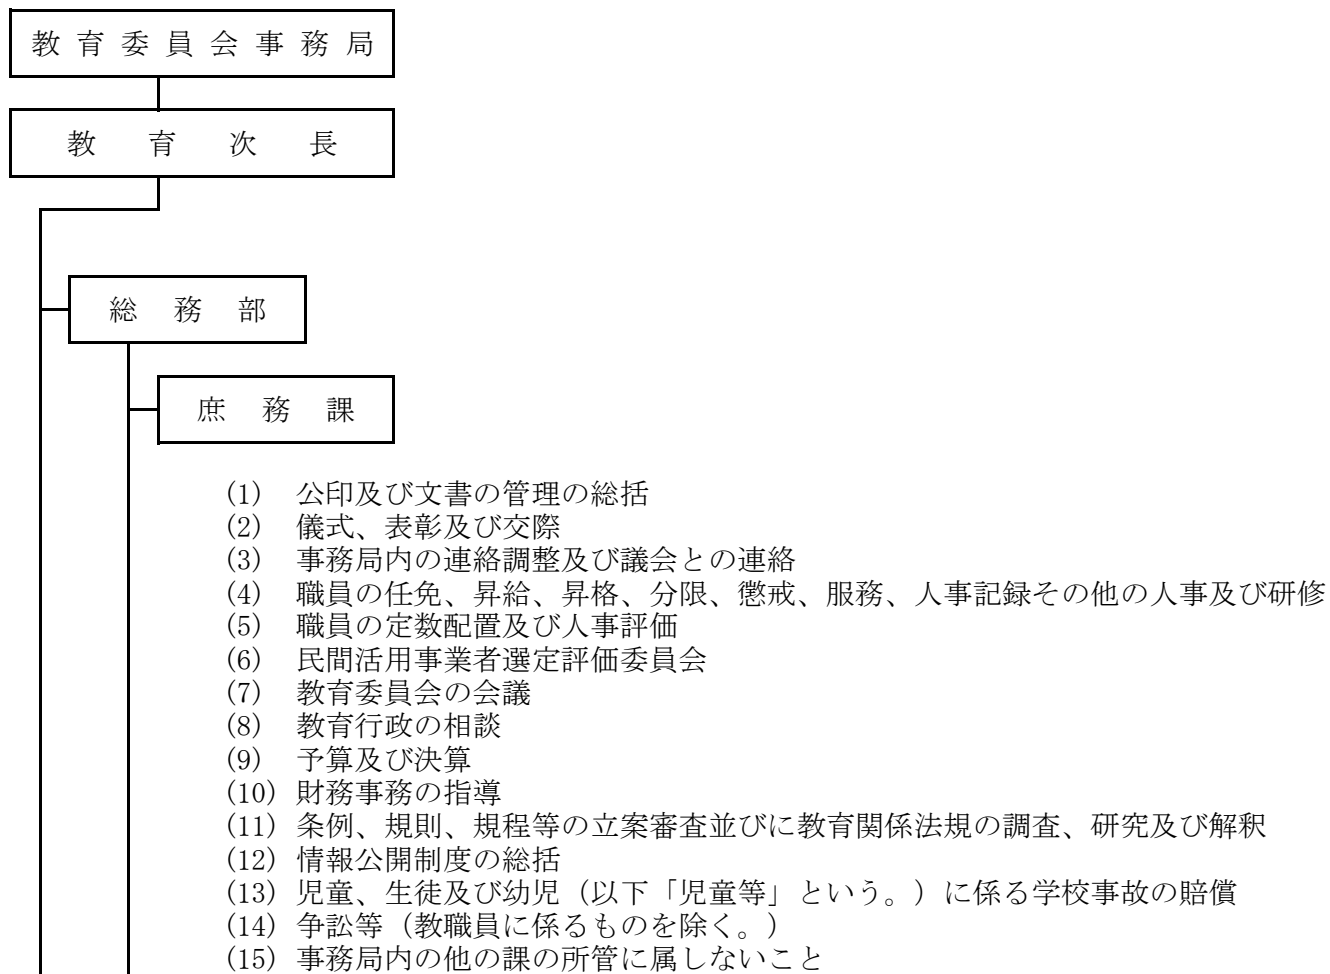 教育委員会事務局
教育次長
総務部
庶務課
(1) 公印及び文書の管理の総括
(2) 儀式、表彰及び交際
(3) 事務局内の連絡調整及び議会との連絡
(4) 職員の任免、昇給、昇格、分限、懲戒、服務、人事記録その他の人事及び研修
(5) 職員の定数配置及び人事評価
(6) 民間活用事業者選定評価委員会
(7) 教育委員会の会議
(8) 教育行政の相談
(9) 予算及び決算
(10) 財務事務の指導
(11) 条例、規則、規程等の立案審査並びに教育関係法規の調査、研究及び解釈
(12) 情報公開制度の総括
(13) 児童、生徒及び幼児（以下「児童等」という。）に係る学校事故の賠償
(14) 争訟等（教職員に係るものを除く。）
(15) 事務局内の他の課の所管に属しないこと